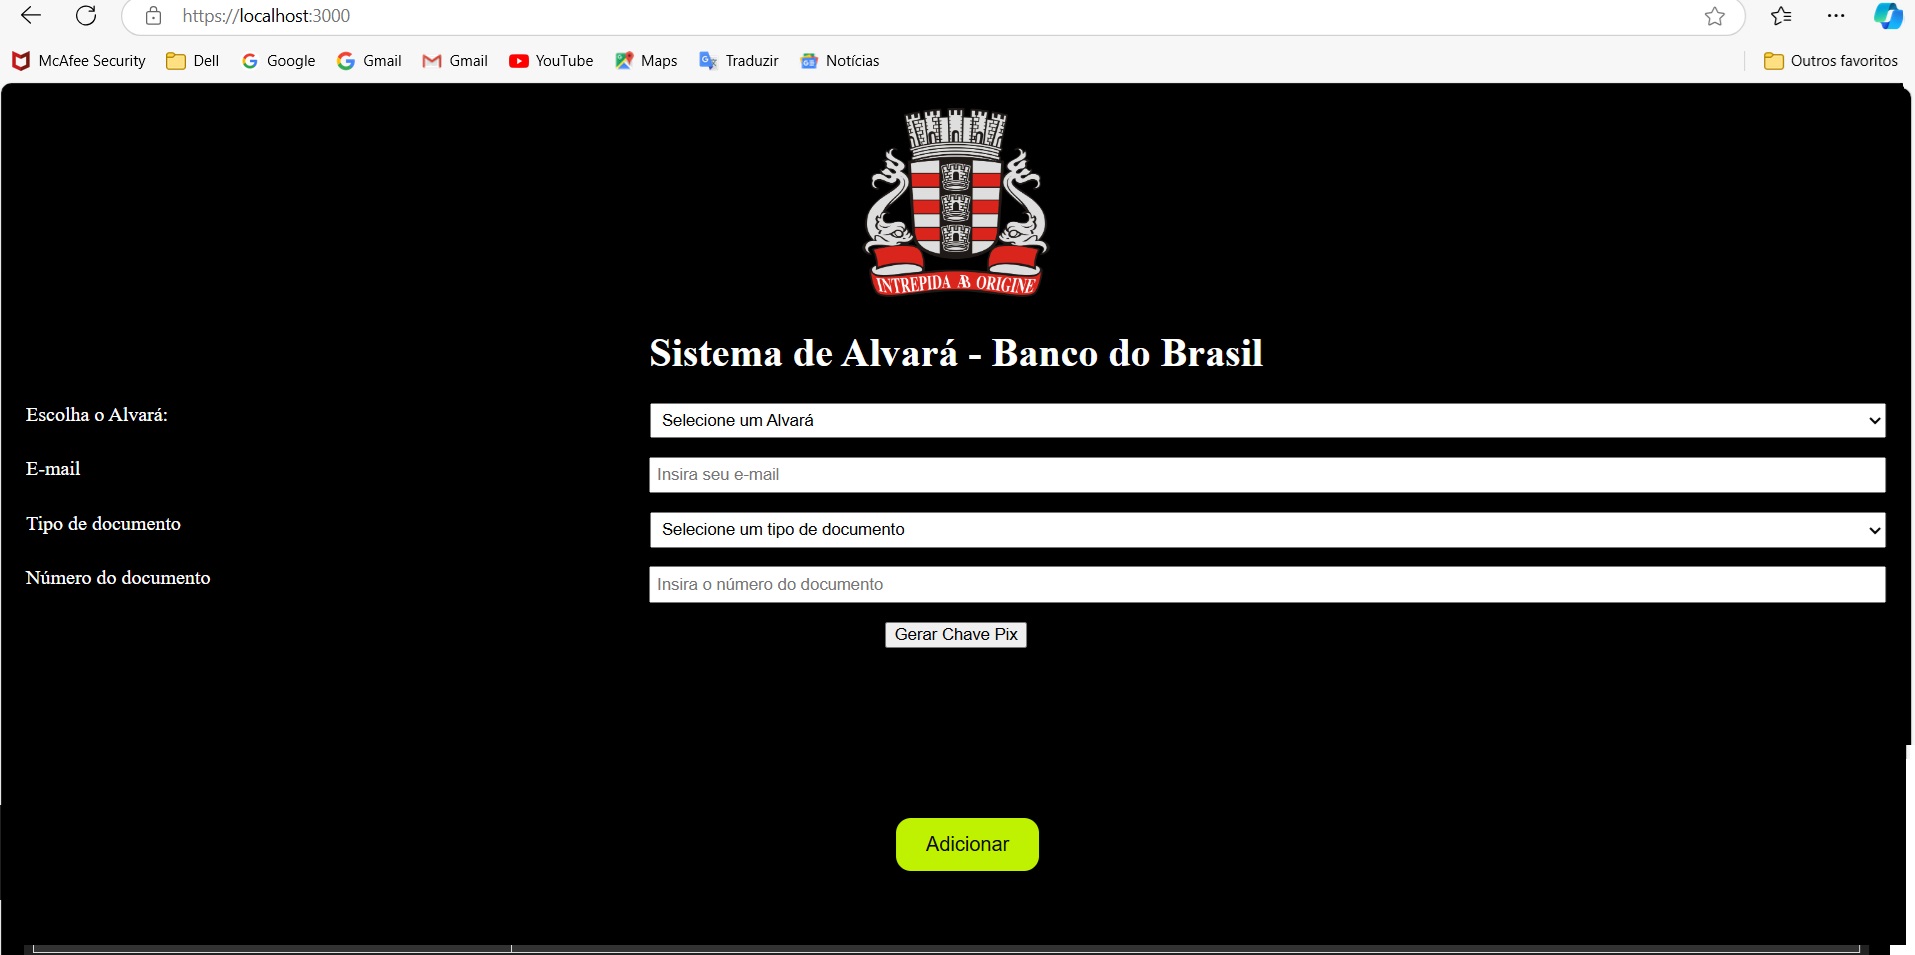 https://localhost:3000
McAfee Security Dell Google Gmail Gmail YouTube Maps Traduzir Notícias Outros favoritos
INTREPIDA AB ORIGINE
Sistema de Alvará - Banco do Brasil
Escolha o Alvará: Selecione um Alvará
E-mail Insira seu e-mail
Tipo de documento Selecione um tipo de documento
Número do documento Insira o número do documento
Gerar Chave Pix
Adicionar